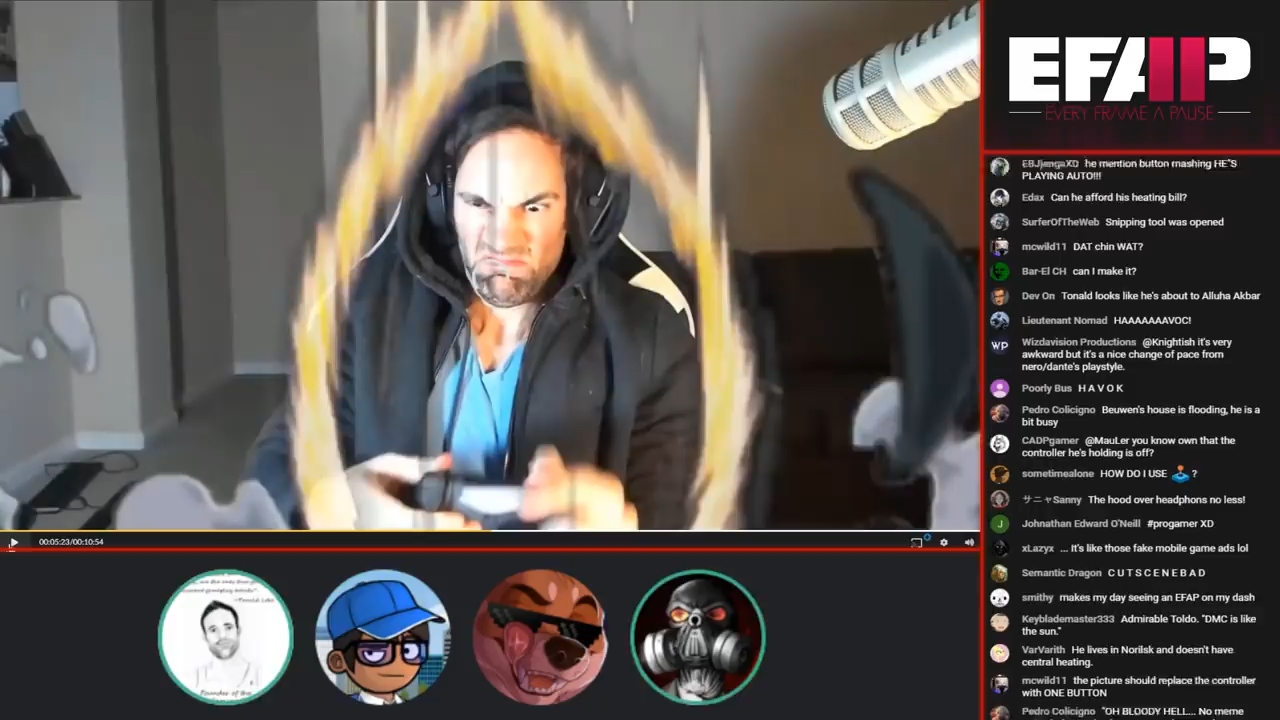 EFAP
EVERY FRAME A PAUSE
EBJjengaXD he mention button mashing HE"S
PLAYING AUTO!!!
Edax Can he afford his heating bill?
SurferOfTheWeb Snipping tool was opened
mcwild11 DAT chin WAT?
Bar-El CH can I make it?
Dev On Tonald looks like he's about to Alluha Akbar
Lieutenant Nomad HAAAAAAVOC!
WP
Wizdavision Productions @Knightish it's very
awkward but it's a nice change of pace from
nero/dante's playstyle.
Poorly Bus H A V O K
Pedro Colicigno Beuwen's house is flooding, he is a
bit busy
CADPgamer @MauLer you know own that the
controller he's holding is off?
sometimealone HOW DO I USE 🕹️ ?
サニャSanny The hood over headphons no less!
J
Johnathan Edward O'Neill #progamer XD
xLazyx ... It's like those fake mobile game ads lol
Semantic Dragon C U T S C E N E B A D
smithy makes my day seeing an EFAP on my dash
Keyblademaster333 Admirable Toldo. "DMC is like
the sun."
VarVarith He lives in Norilsk and doesn't have
central heating.
mcwild11 the picture should replace the controller
with ONE BUTTON
Pedro Colicigno "OH BLOODY HELL... No meme
00:05:23/00:10:54